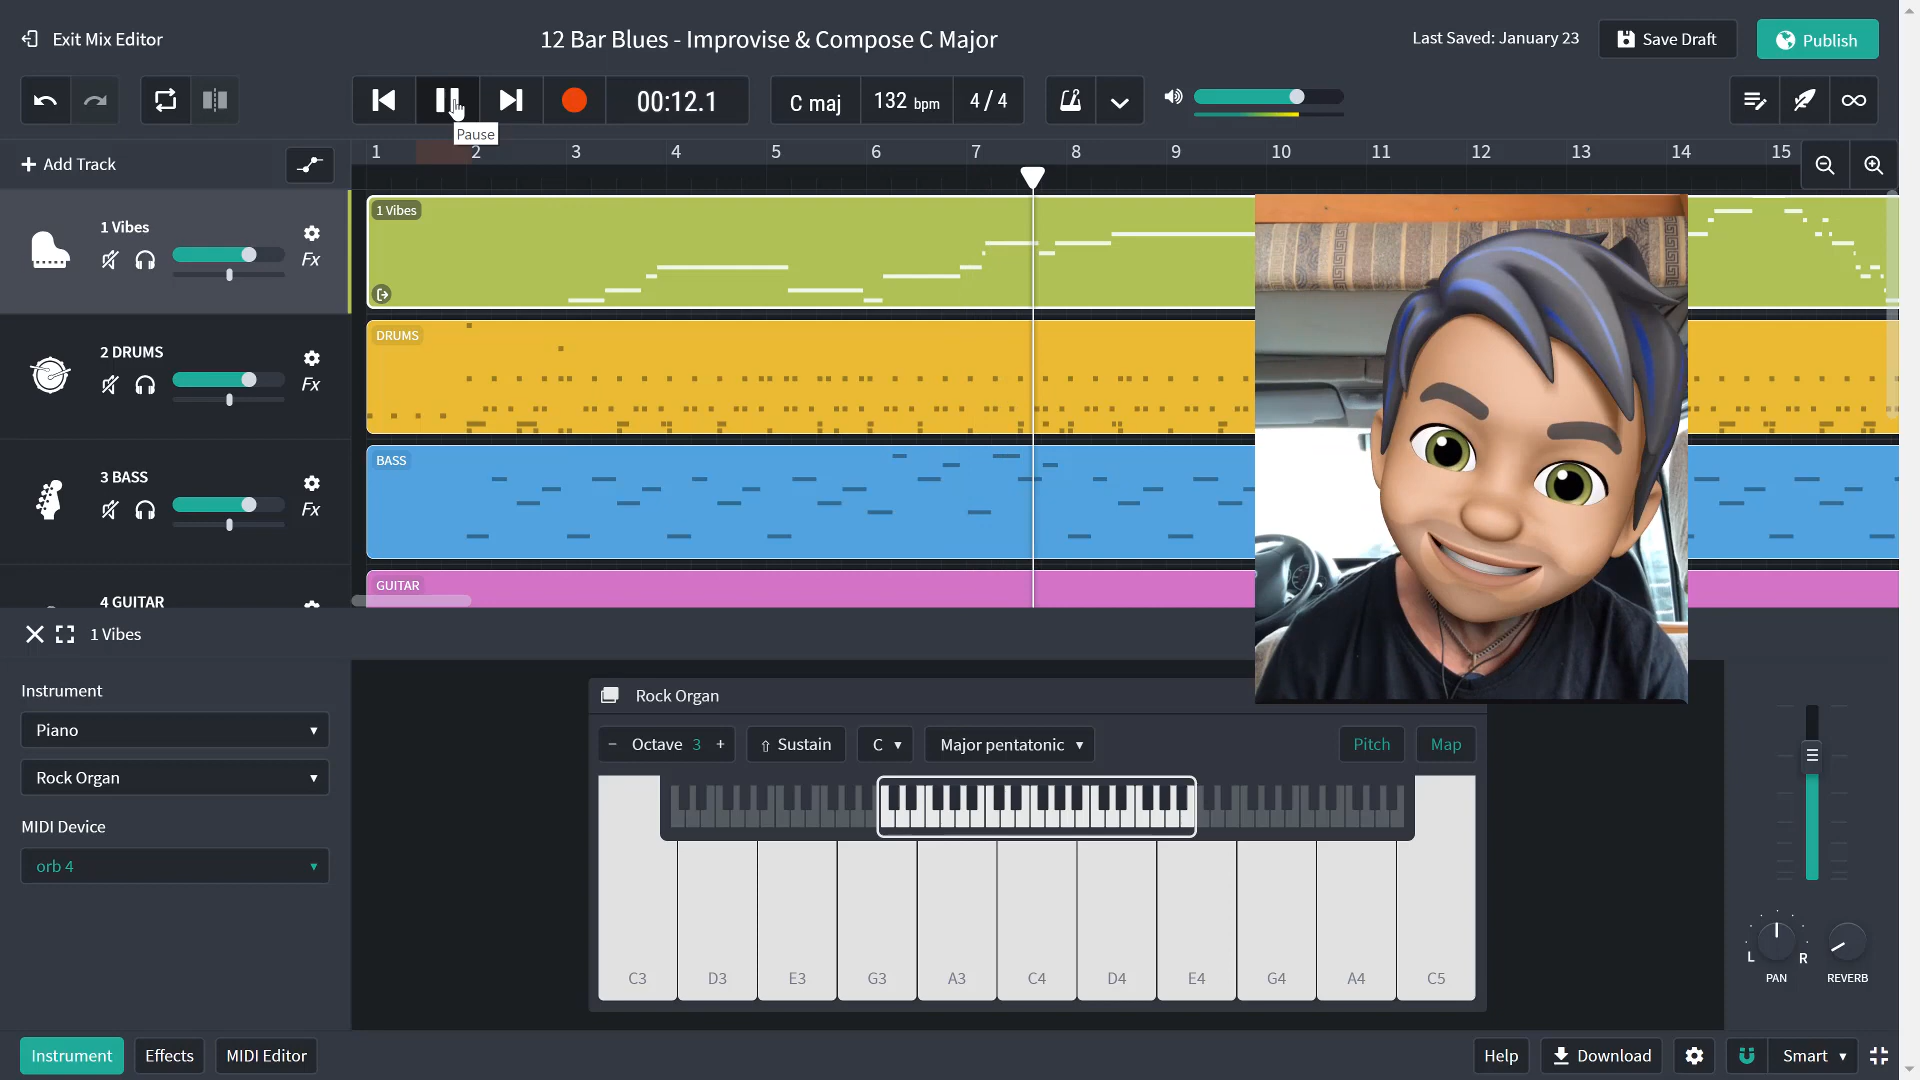 Exit Mix Editor
12 Bar Blues - Improvise & Compose C Major
Last Saved: January 23
Save Draft
Publish
00:12.1
C maj
132 bpm
4 / 4
Pause
Add Track
1 2 3 4 5 6 7 8 9 10 11 12 13 14 15
1 Vibes
Fx
1 Vibes
2 DRUMS
Fx
DRUMS
3 BASS
Fx
BASS
4 GUITAR
GUITAR
1 Vibes
Instrument
Piano
Rock Organ
MIDI Device
orb 4
Rock Organ
Octave 3
Sustain
C
Major pentatonic
Pitch
Map
C3 D3 E3 G3 A3 C4 D4 E4 G4 A4 C5
L R
PAN
REVERB
Instrument
Effects
MIDI Editor
Help
Download
Smart